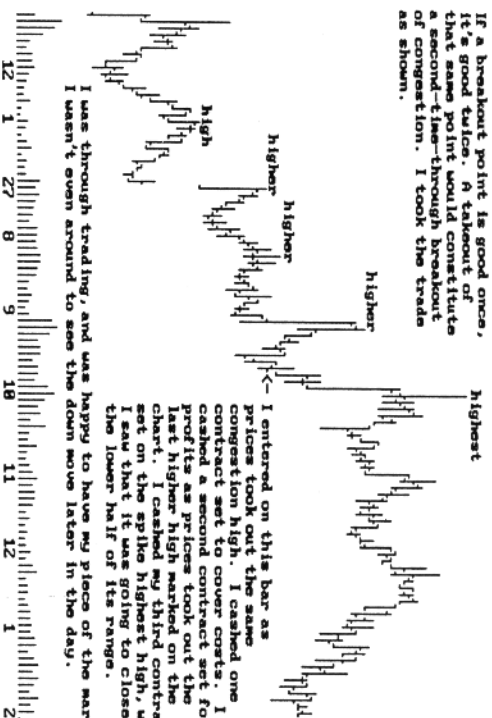 If a breakout point is good once,
it's good twice. A takeout of
that same point would constitute
a second-time-through breakout
of congestion. I took the trade
as shown.
highest
higher
higher
higher
high
<- I entered on this bar as
prices took out the same
congestion high. I cashed one
contract set to cover costs. I
cashed a second contract set fo
profits as prices took out the
last higher high marked on the
chart. I cashed my third contra
set on the spike highest high, w
I saw that it was going to close
the lower half of its range.
I was through trading, and was happy to have my piece of the mar
I wasn't even around to see the down move later in the day.
12 1 27 8 9 10 11 12 1 2